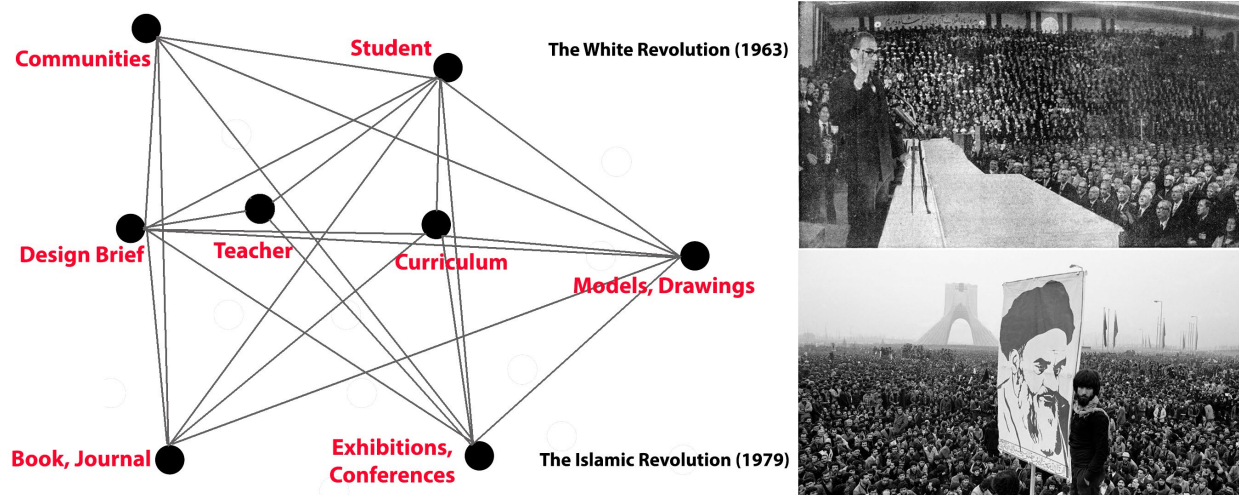 Communities
Student
The White Revolution (1963)
Design Brief
Teacher
Curriculum
Models, Drawings
Book, Journal
Exhibitions,
Conferences
The Islamic Revolution (1979)